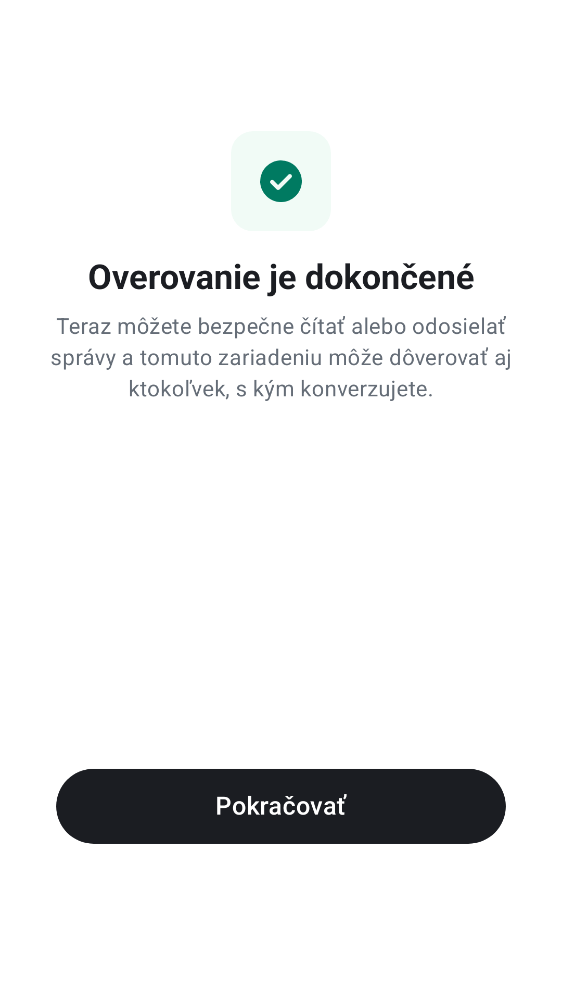 Overovanie je dokončené
Teraz môžete bezpečne čítať alebo odosielať
správy a tomuto zariadeniu môže dôverovať aj
ktokoľvek, s kým konverzujete.
Pokračovať